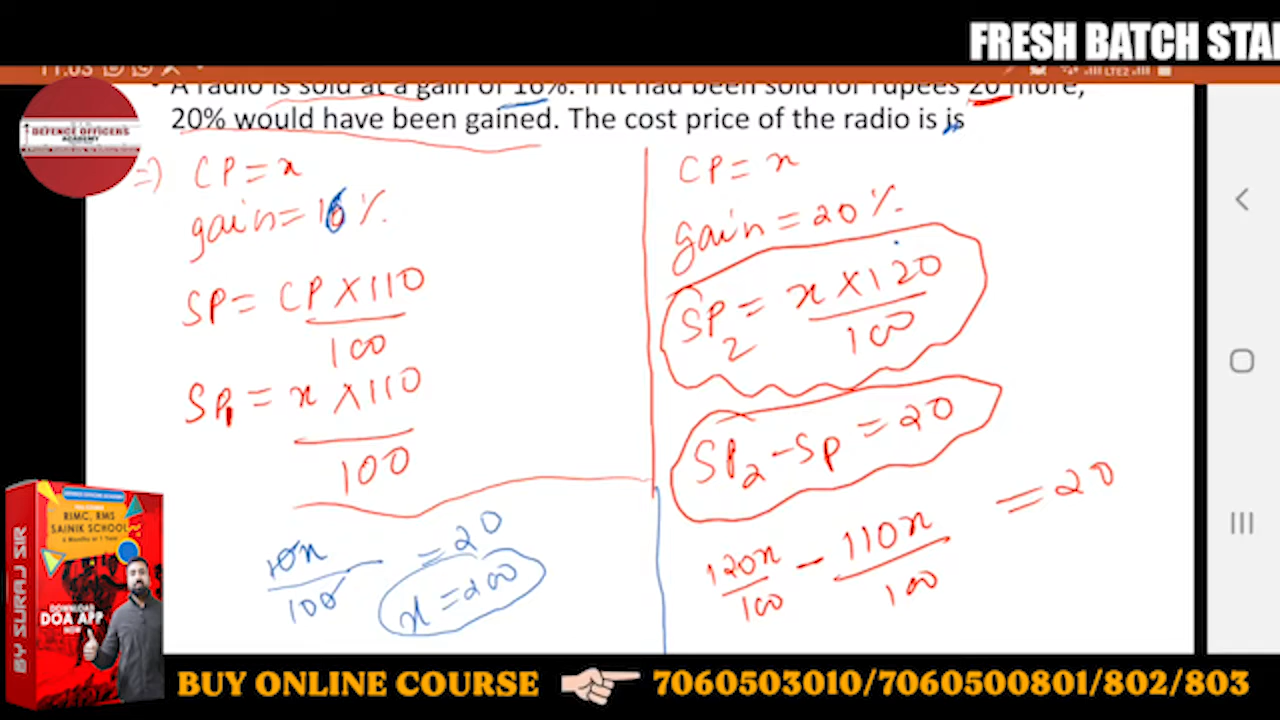 FRESH BATCH STA
11:03
A radio is sold at a gain of 16%. If it had been sold for rupees 20 more,
20% would have been gained. The cost price of the radio is is
DEFENCE OFFICERS
ACADEMY
=) CP = x
gain = 16 %.
SP = CP X 110
100
SP1 = x X 110
100
10x = 20
100
x = 200
CP = x
gain = 20 %.
SP2 = x X 120
100
SP2 - SP = 20
120x - 110x = 20
100 100
RIMC, RMS
SAINIK SCHOOL
DOWNLOAD
DOA APP
NOW
BY SURAJ SIR
BUY ONLINE COURSE 7060503010/7060500801/802/803